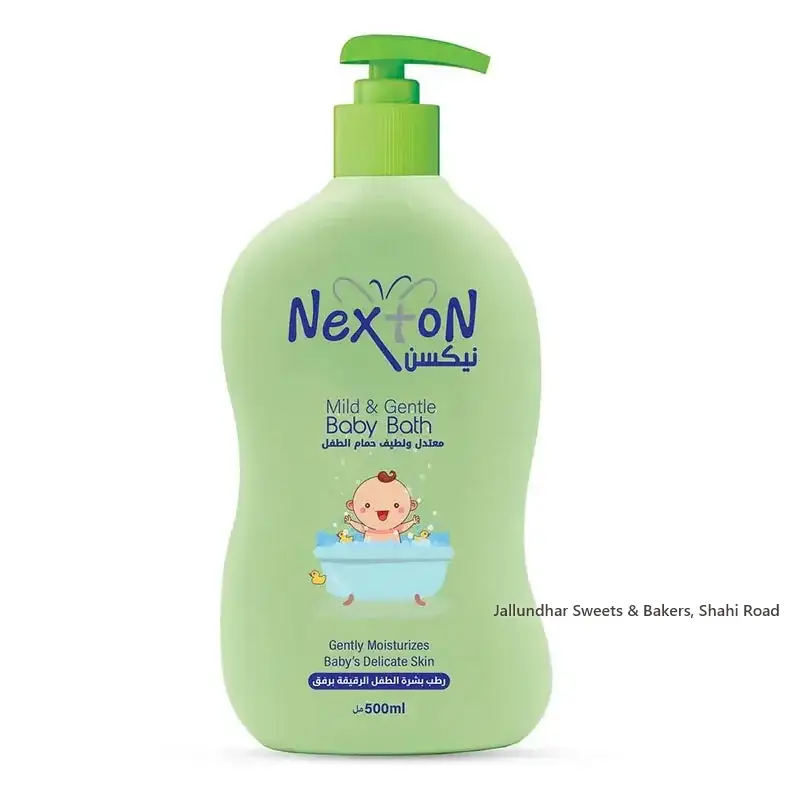 NextoN
نيكسن
Mild & Gentle
Baby Bath
معتدل ولطيف حمام الطفل
Jallundhar Sweets & Bakers, Shahi Road
Gently Moisturizes
Baby's Delicate Skin
رطب بشرة الطفل الرقيقة برفق
500ml مل